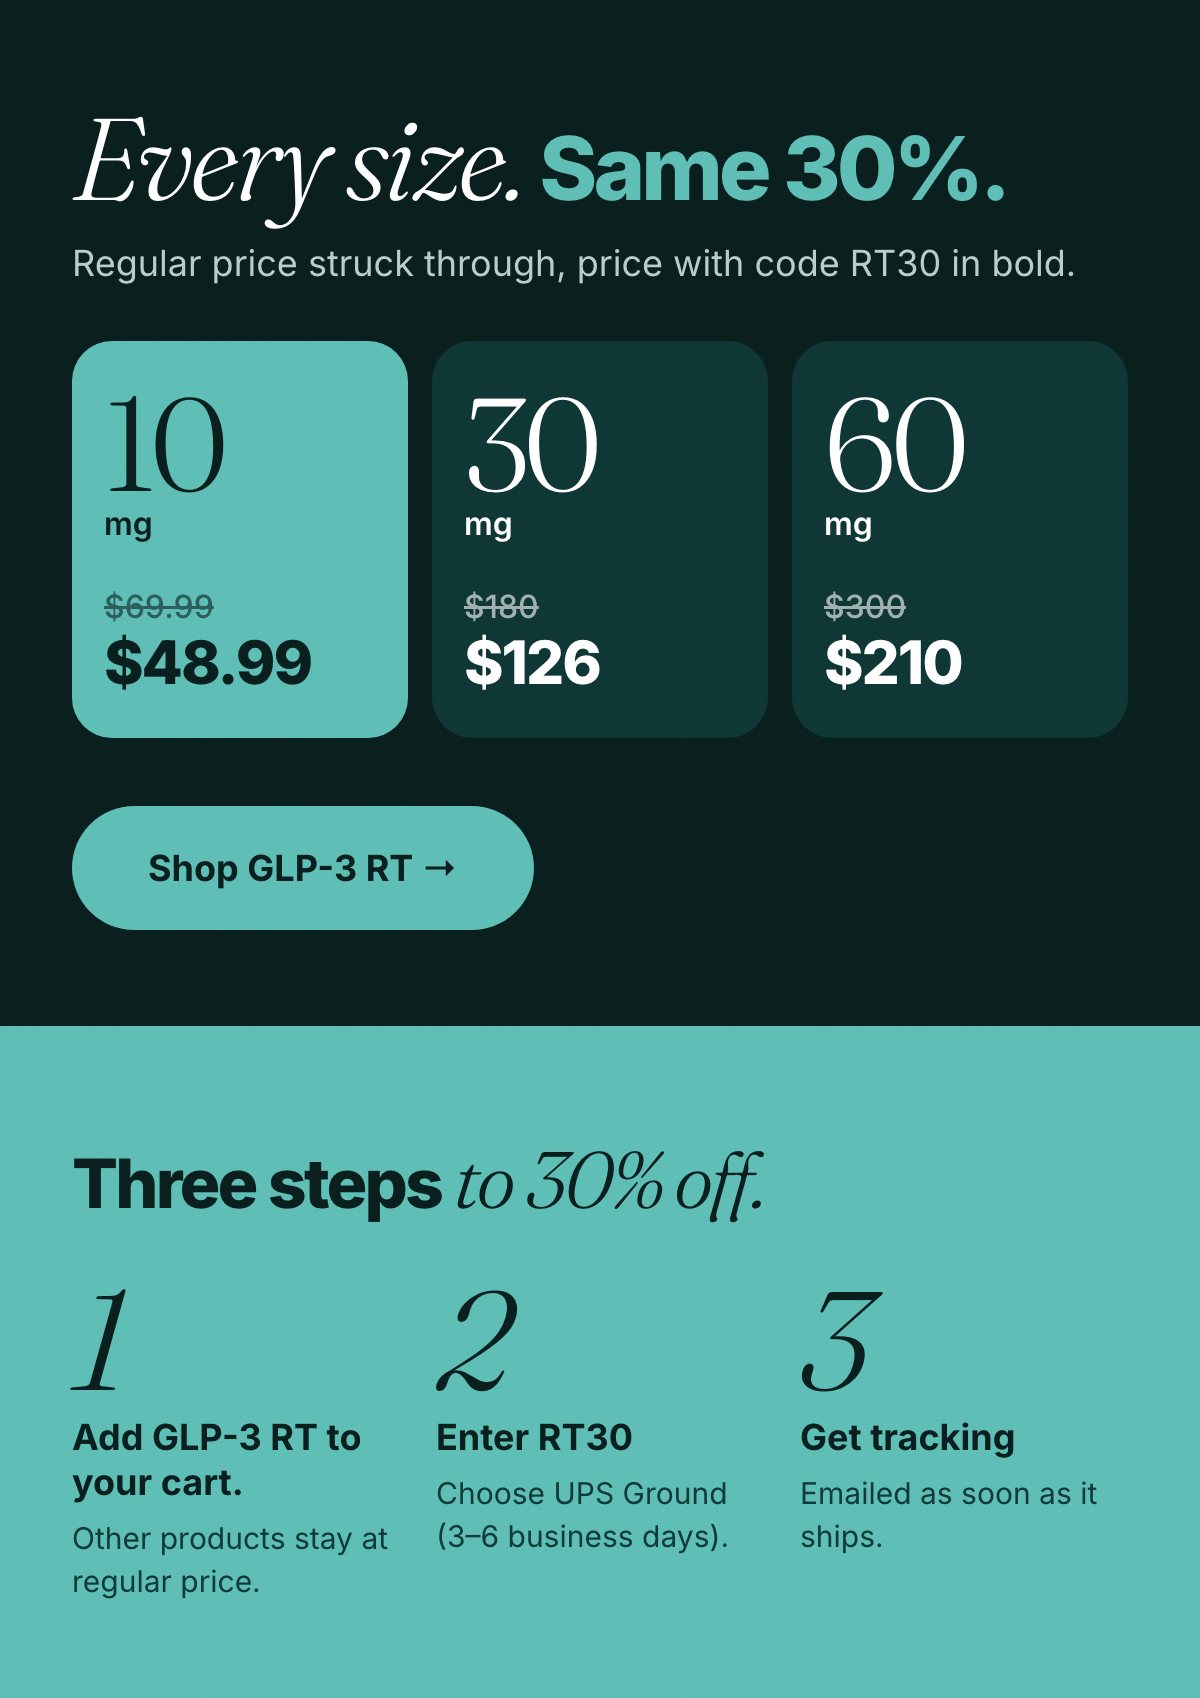 Every size. Same 30%.
Regular price struck through, price with code RT30 in bold.
10
mg
$69.99
$48.99
30
mg
$180
$126
60
mg
$300
$210
Shop GLP-3 RT →
Three steps to 30% off.
1
Add GLP-3 RT to
your cart.
Other products stay at
regular price.
2
Enter RT30
Choose UPS Ground
(3–6 business days).
3
Get tracking
Emailed as soon as it
ships.